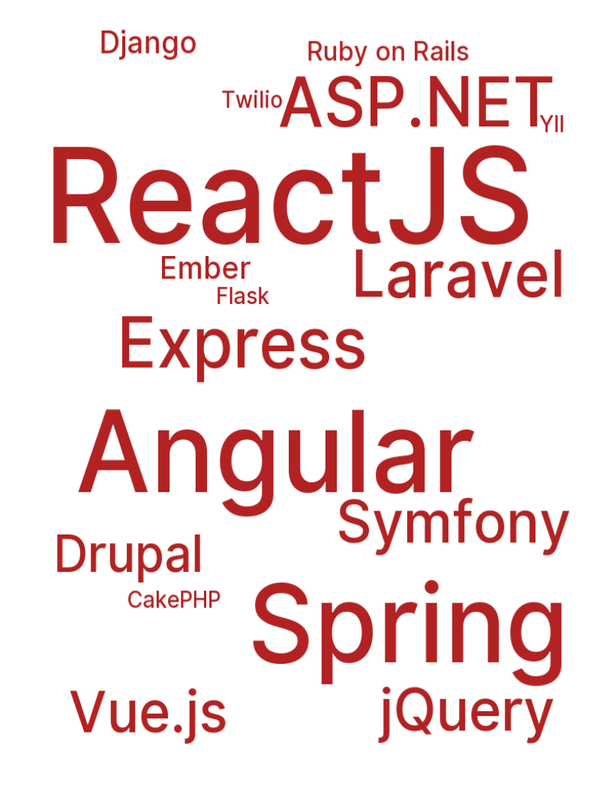 Django
Ruby on Rails
Twilio
ASP.NET
YII
ReactJS
Ember
Laravel
Flask
Express
Angular
Symfony
Drupal
CakePHP
Spring
Vue.js
jQuery